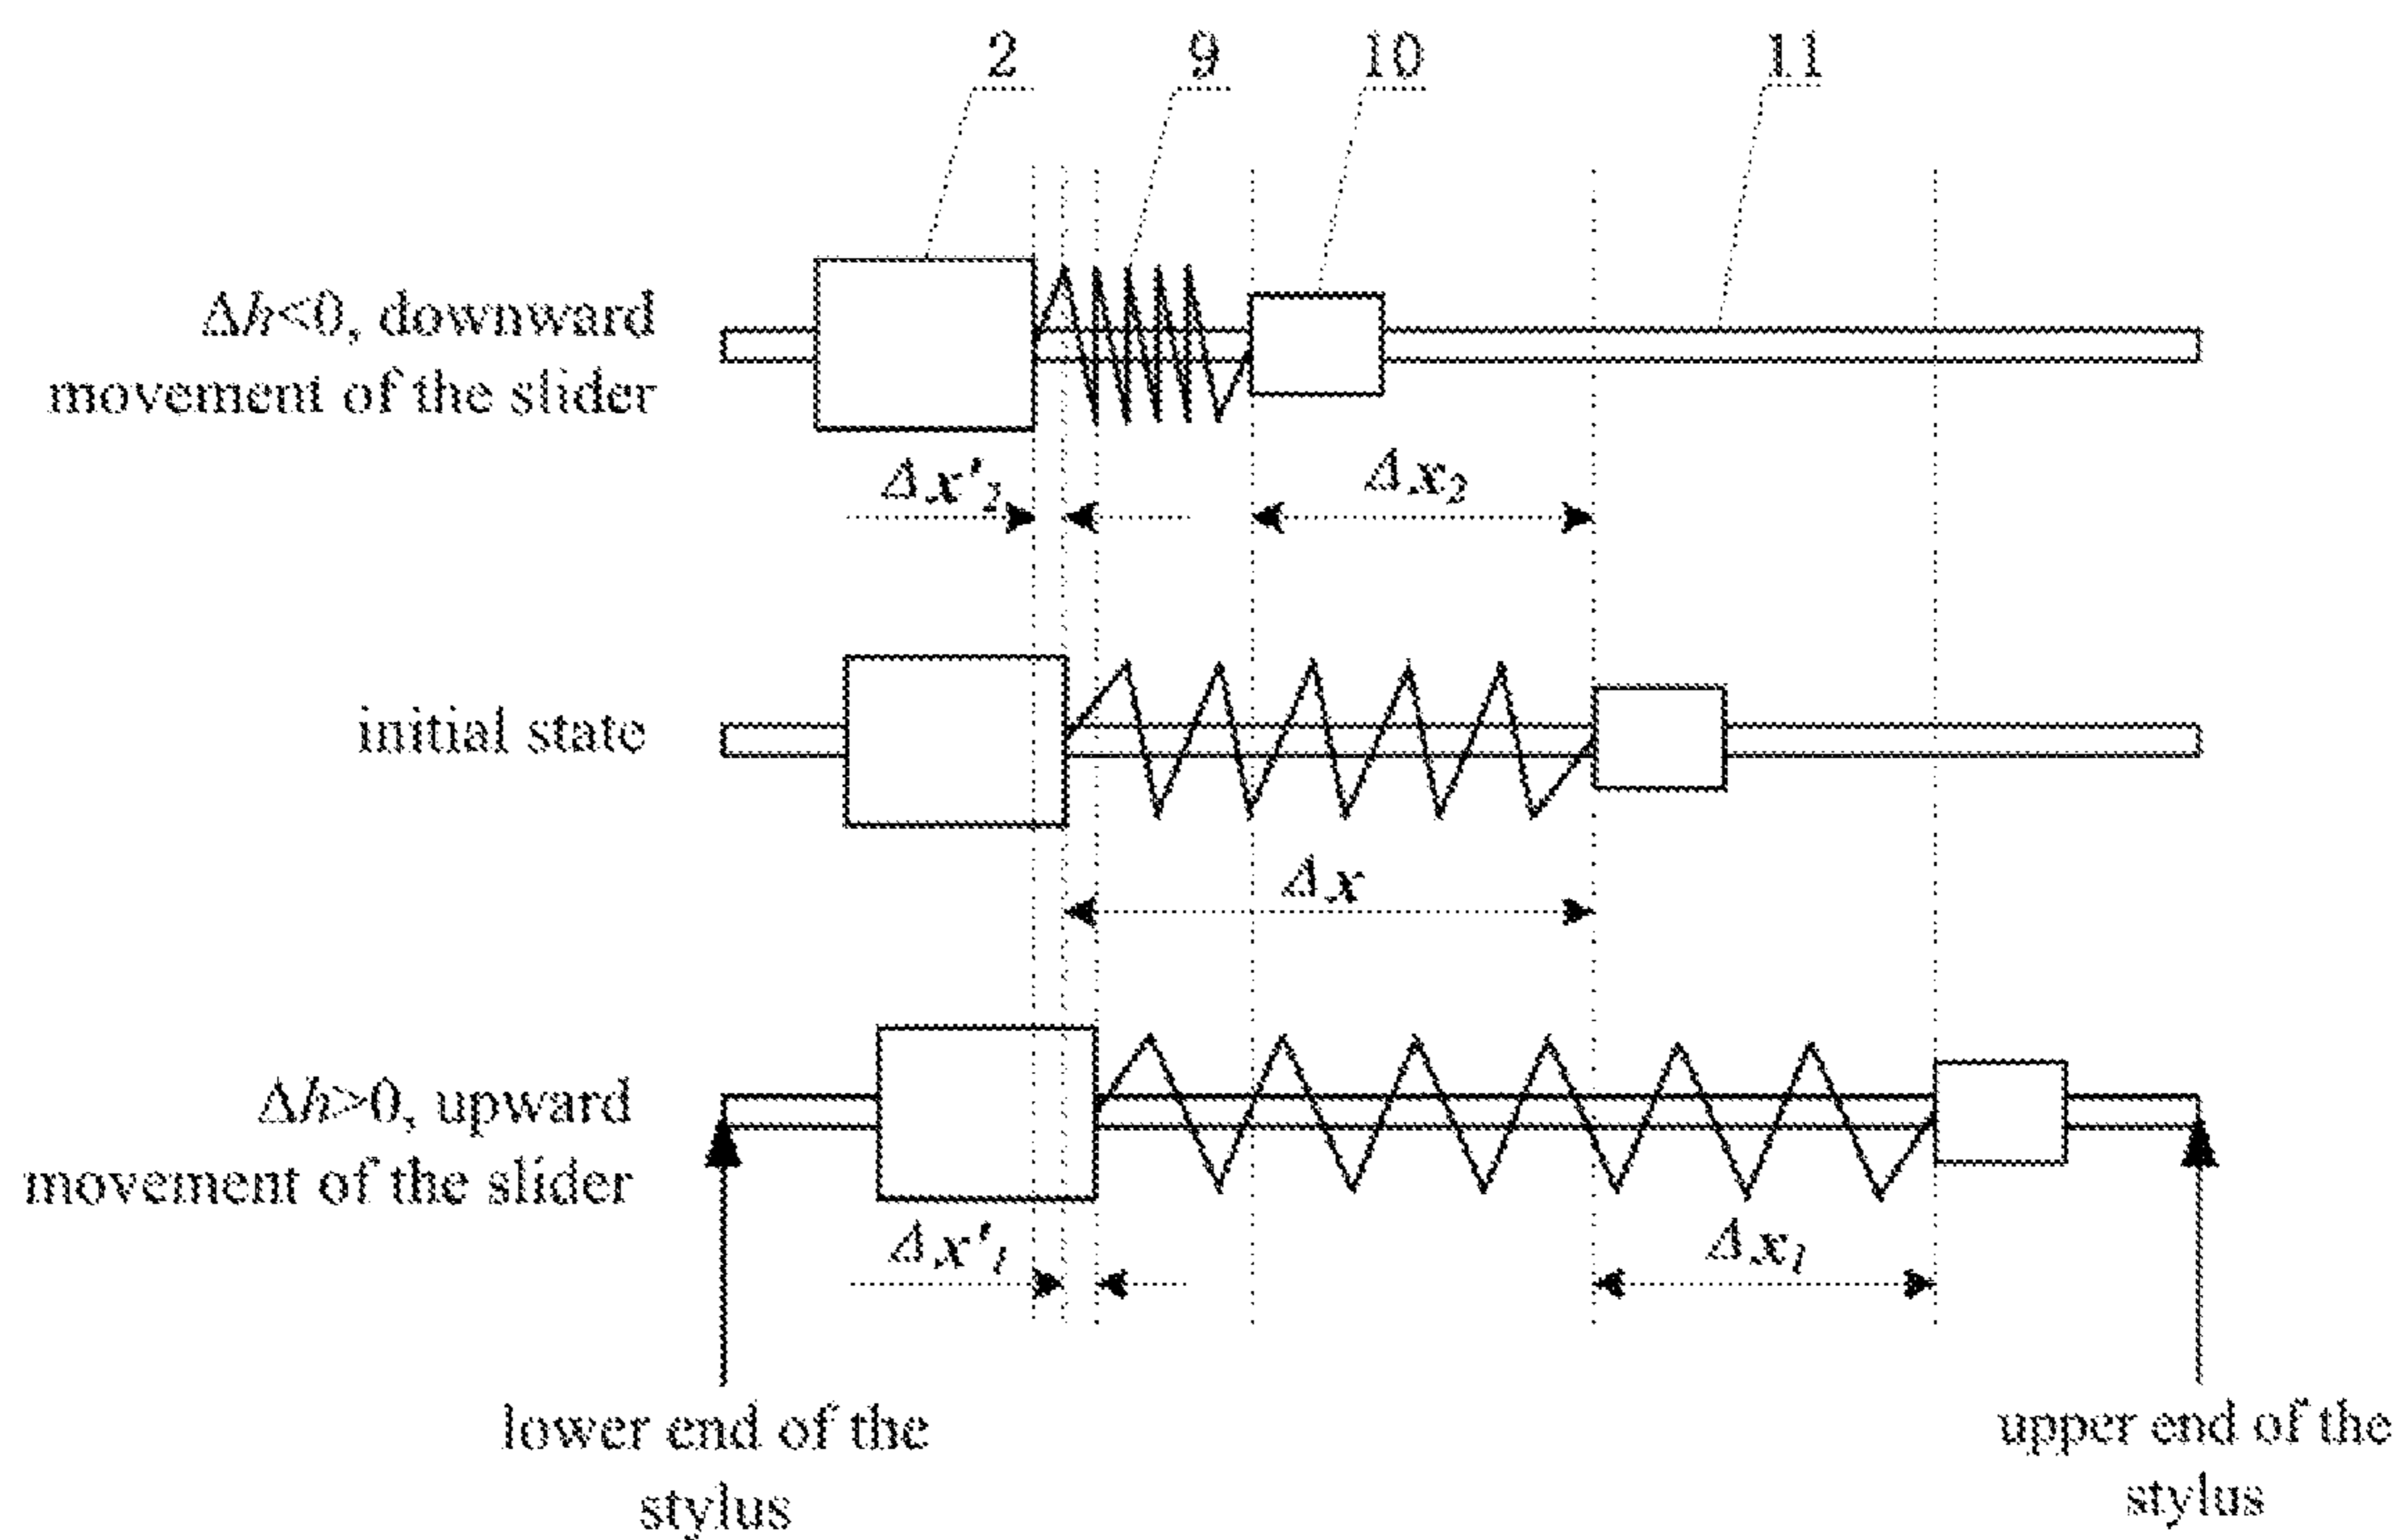 2 9 10 11
Δh<0, downward
movement of the slider
Δx'₂ Δx₂
initial state
Δx
Δh>0, upward
movement of the slider
Δx'₁ Δx₁
lower end of the
stylus
upper end of the
stylus